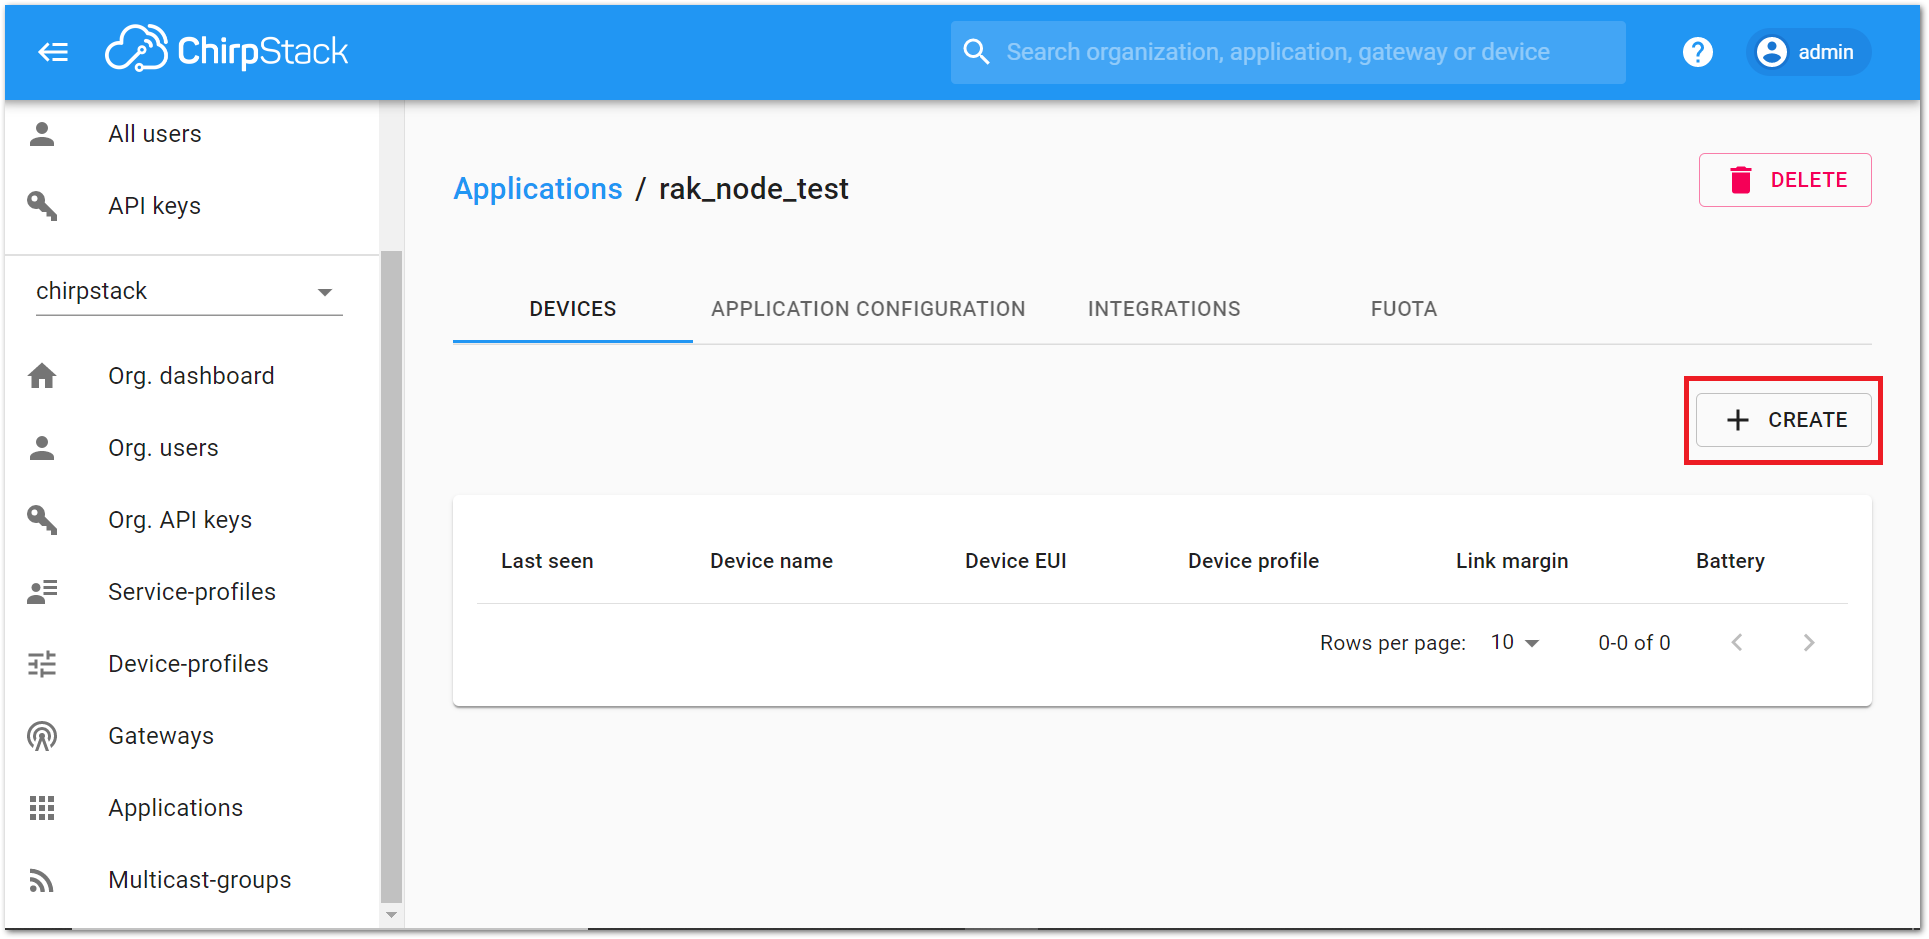 ChirpStack
Search organization, application, gateway or device
?
admin
All users
API keys
chirpstack
Org. dashboard
Org. users
Org. API keys
Service-profiles
Device-profiles
Gateways
Applications
Multicast-groups
Applications / rak_node_test
DELETE
DEVICES APPLICATION CONFIGURATION INTEGRATIONS FUOTA
+ CREATE
Last seen Device name Device EUI Device profile Link margin Battery
Rows per page: 10 0-0 of 0